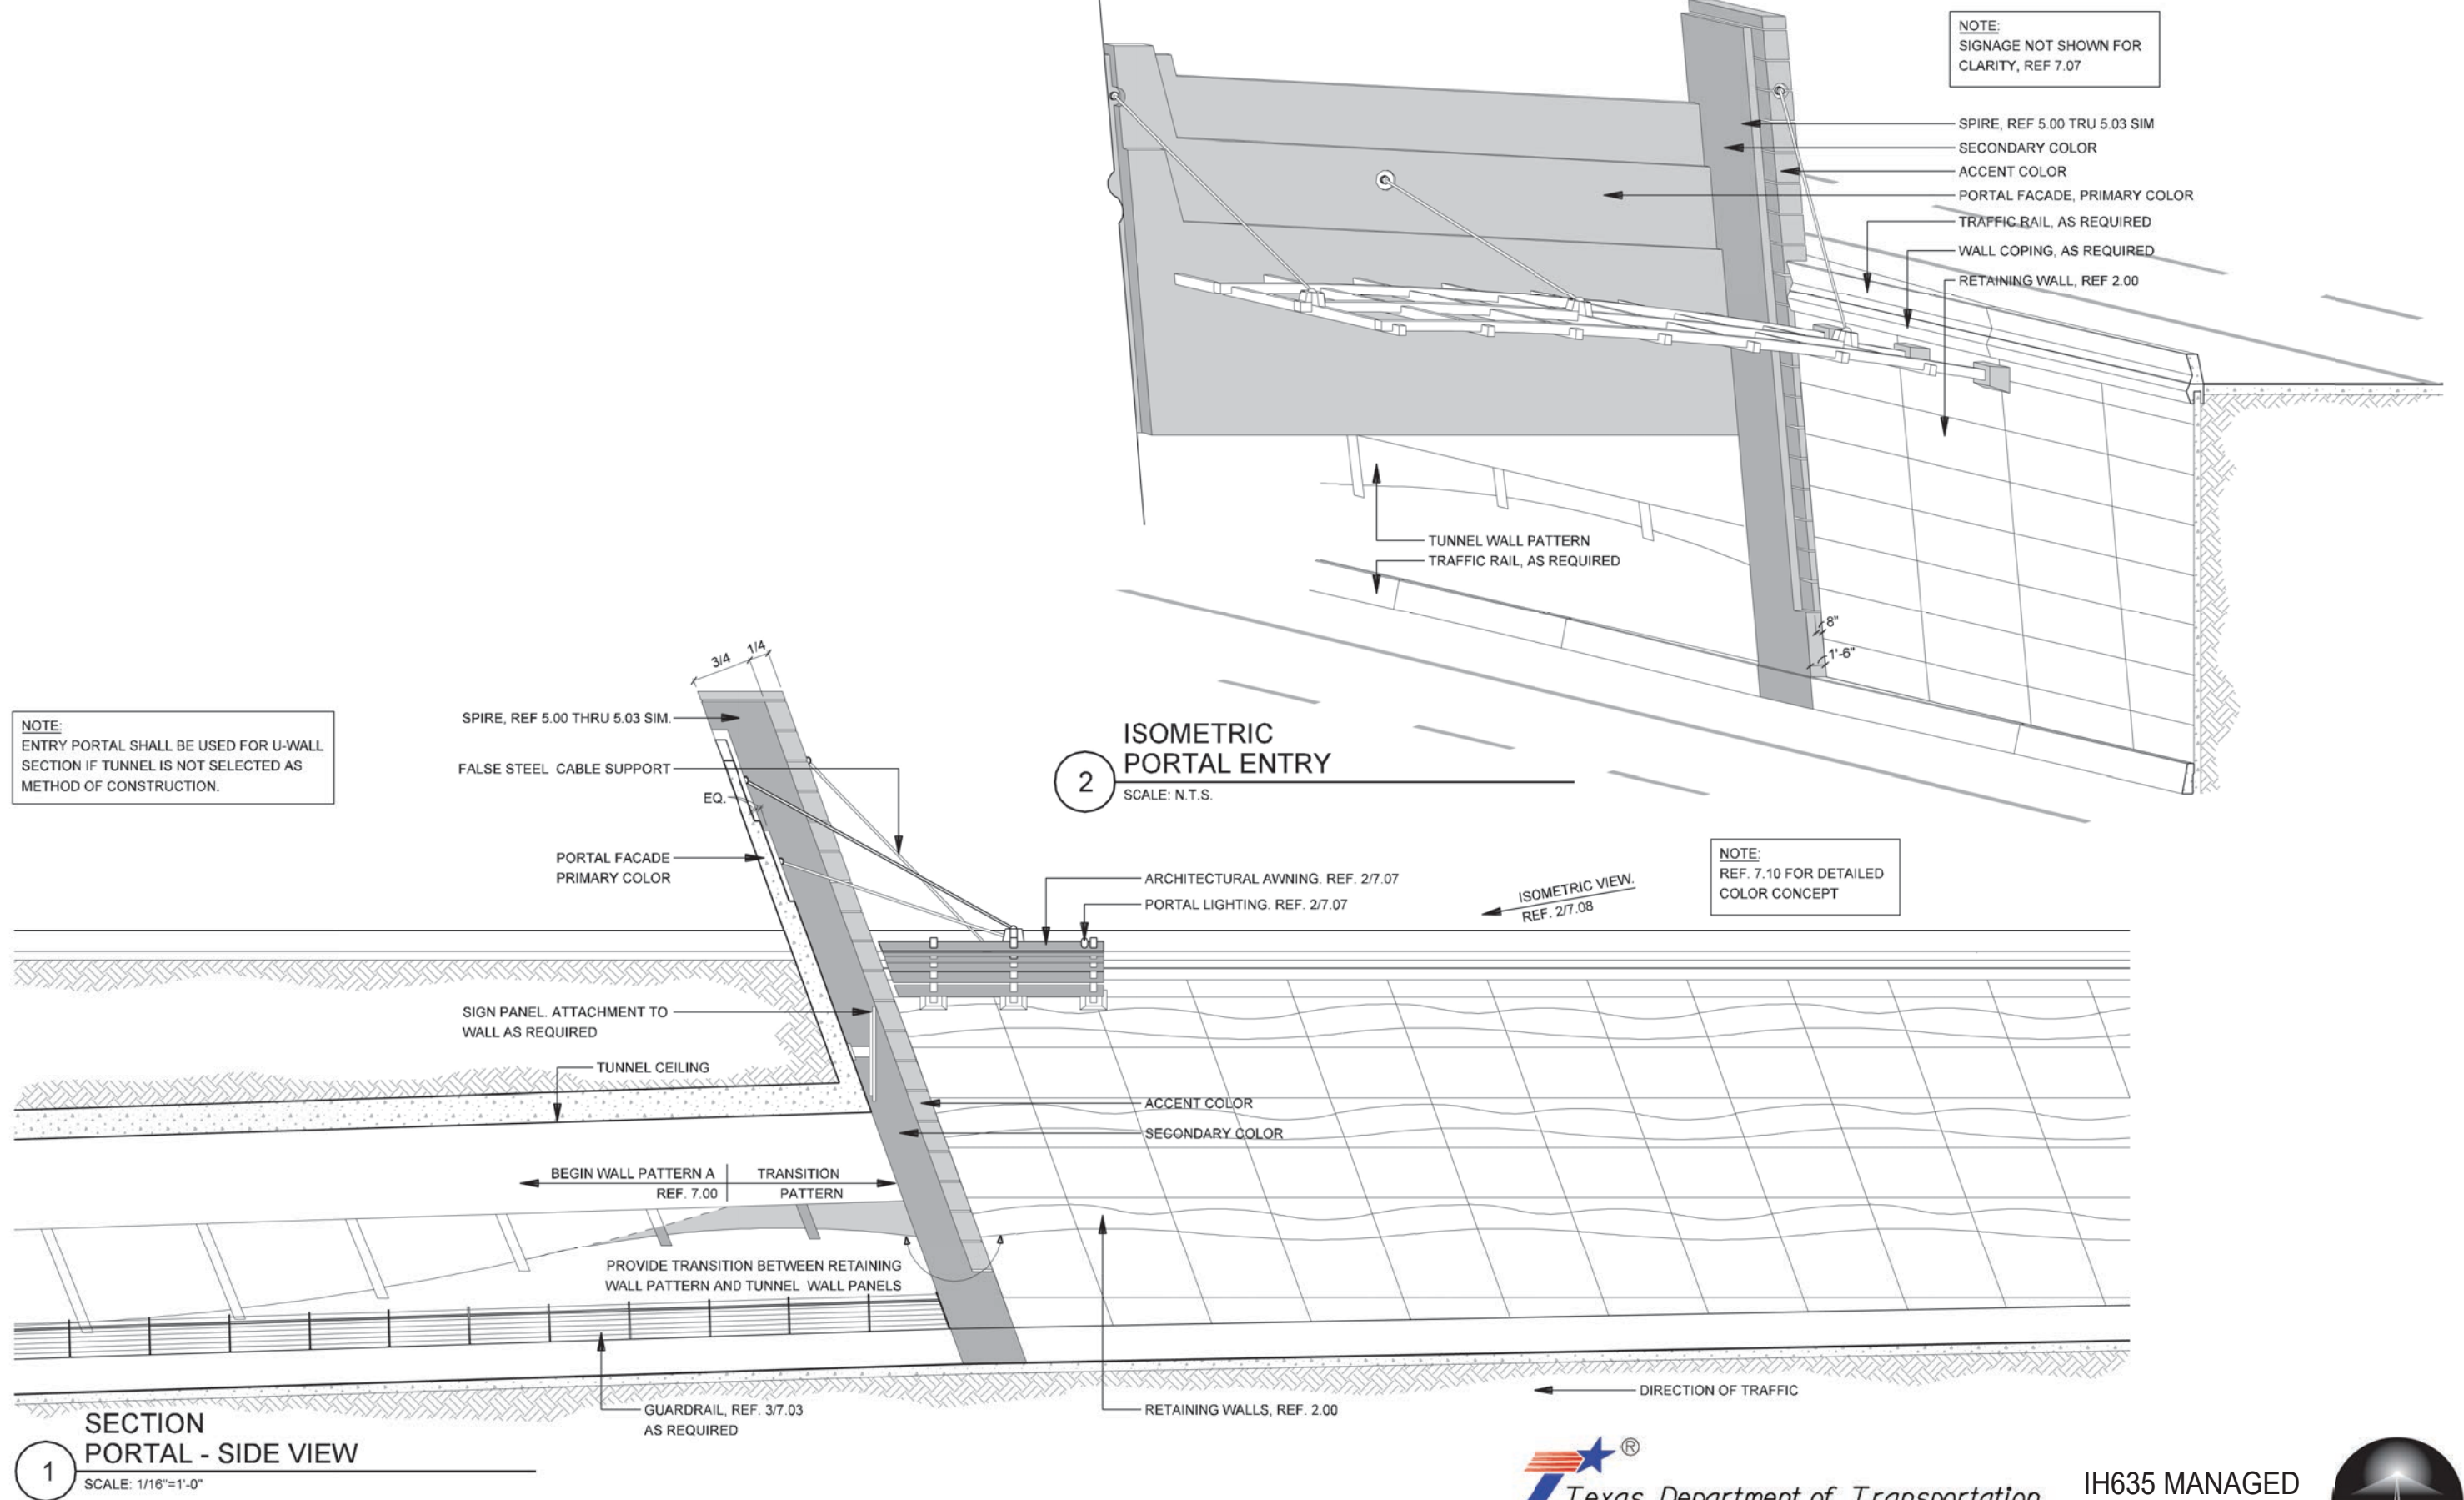 NOTE:
SIGNAGE NOT SHOWN FOR
CLARITY, REF 7.07
SPIRE, REF 5.00 TRU 5.03 SIM
SECONDARY COLOR
ACCENT COLOR
PORTAL FACADE, PRIMARY COLOR
TRAFFIC RAIL, AS REQUIRED
WALL COPING, AS REQUIRED
RETAINING WALL, REF 2.00
TUNNEL WALL PATTERN
TRAFFIC RAIL, AS REQUIRED
8"
1'-6"
2
ISOMETRIC
PORTAL ENTRY
SCALE: N.T.S.
NOTE:
ENTRY PORTAL SHALL BE USED FOR U-WALL
SECTION IF TUNNEL IS NOT SELECTED AS
METHOD OF CONSTRUCTION.
3/4
1/4
SPIRE, REF 5.00 THRU 5.03 SIM.
FALSE STEEL CABLE SUPPORT
EQ.
PORTAL FACADE
PRIMARY COLOR
ARCHITECTURAL AWNING. REF. 2/7.07
PORTAL LIGHTING. REF. 2/7.07
ISOMETRIC VIEW.
REF. 2/7.08
NOTE:
REF. 7.10 FOR DETAILED
COLOR CONCEPT
SIGN PANEL. ATTACHMENT TO
WALL AS REQUIRED
TUNNEL CEILING
ACCENT COLOR
SECONDARY COLOR
BEGIN WALL PATTERN A
REF. 7.00
TRANSITION
PATTERN
PROVIDE TRANSITION BETWEEN RETAINING
WALL PATTERN AND TUNNEL WALL PANELS
GUARDRAIL, REF. 3/7.03
AS REQUIRED
RETAINING WALLS, REF. 2.00
DIRECTION OF TRAFFIC
1
SECTION
PORTAL - SIDE VIEW
SCALE: 1/16"=1'-0"
®
Texas Department of Transportation
IH635 MANAGED